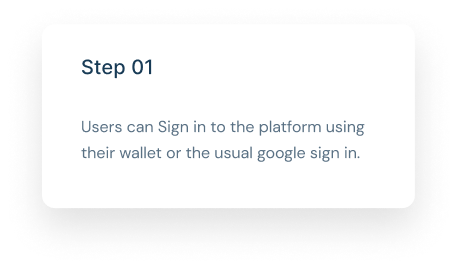 Step 01
Users can Sign in to the platform using
their wallet or the usual google sign in.